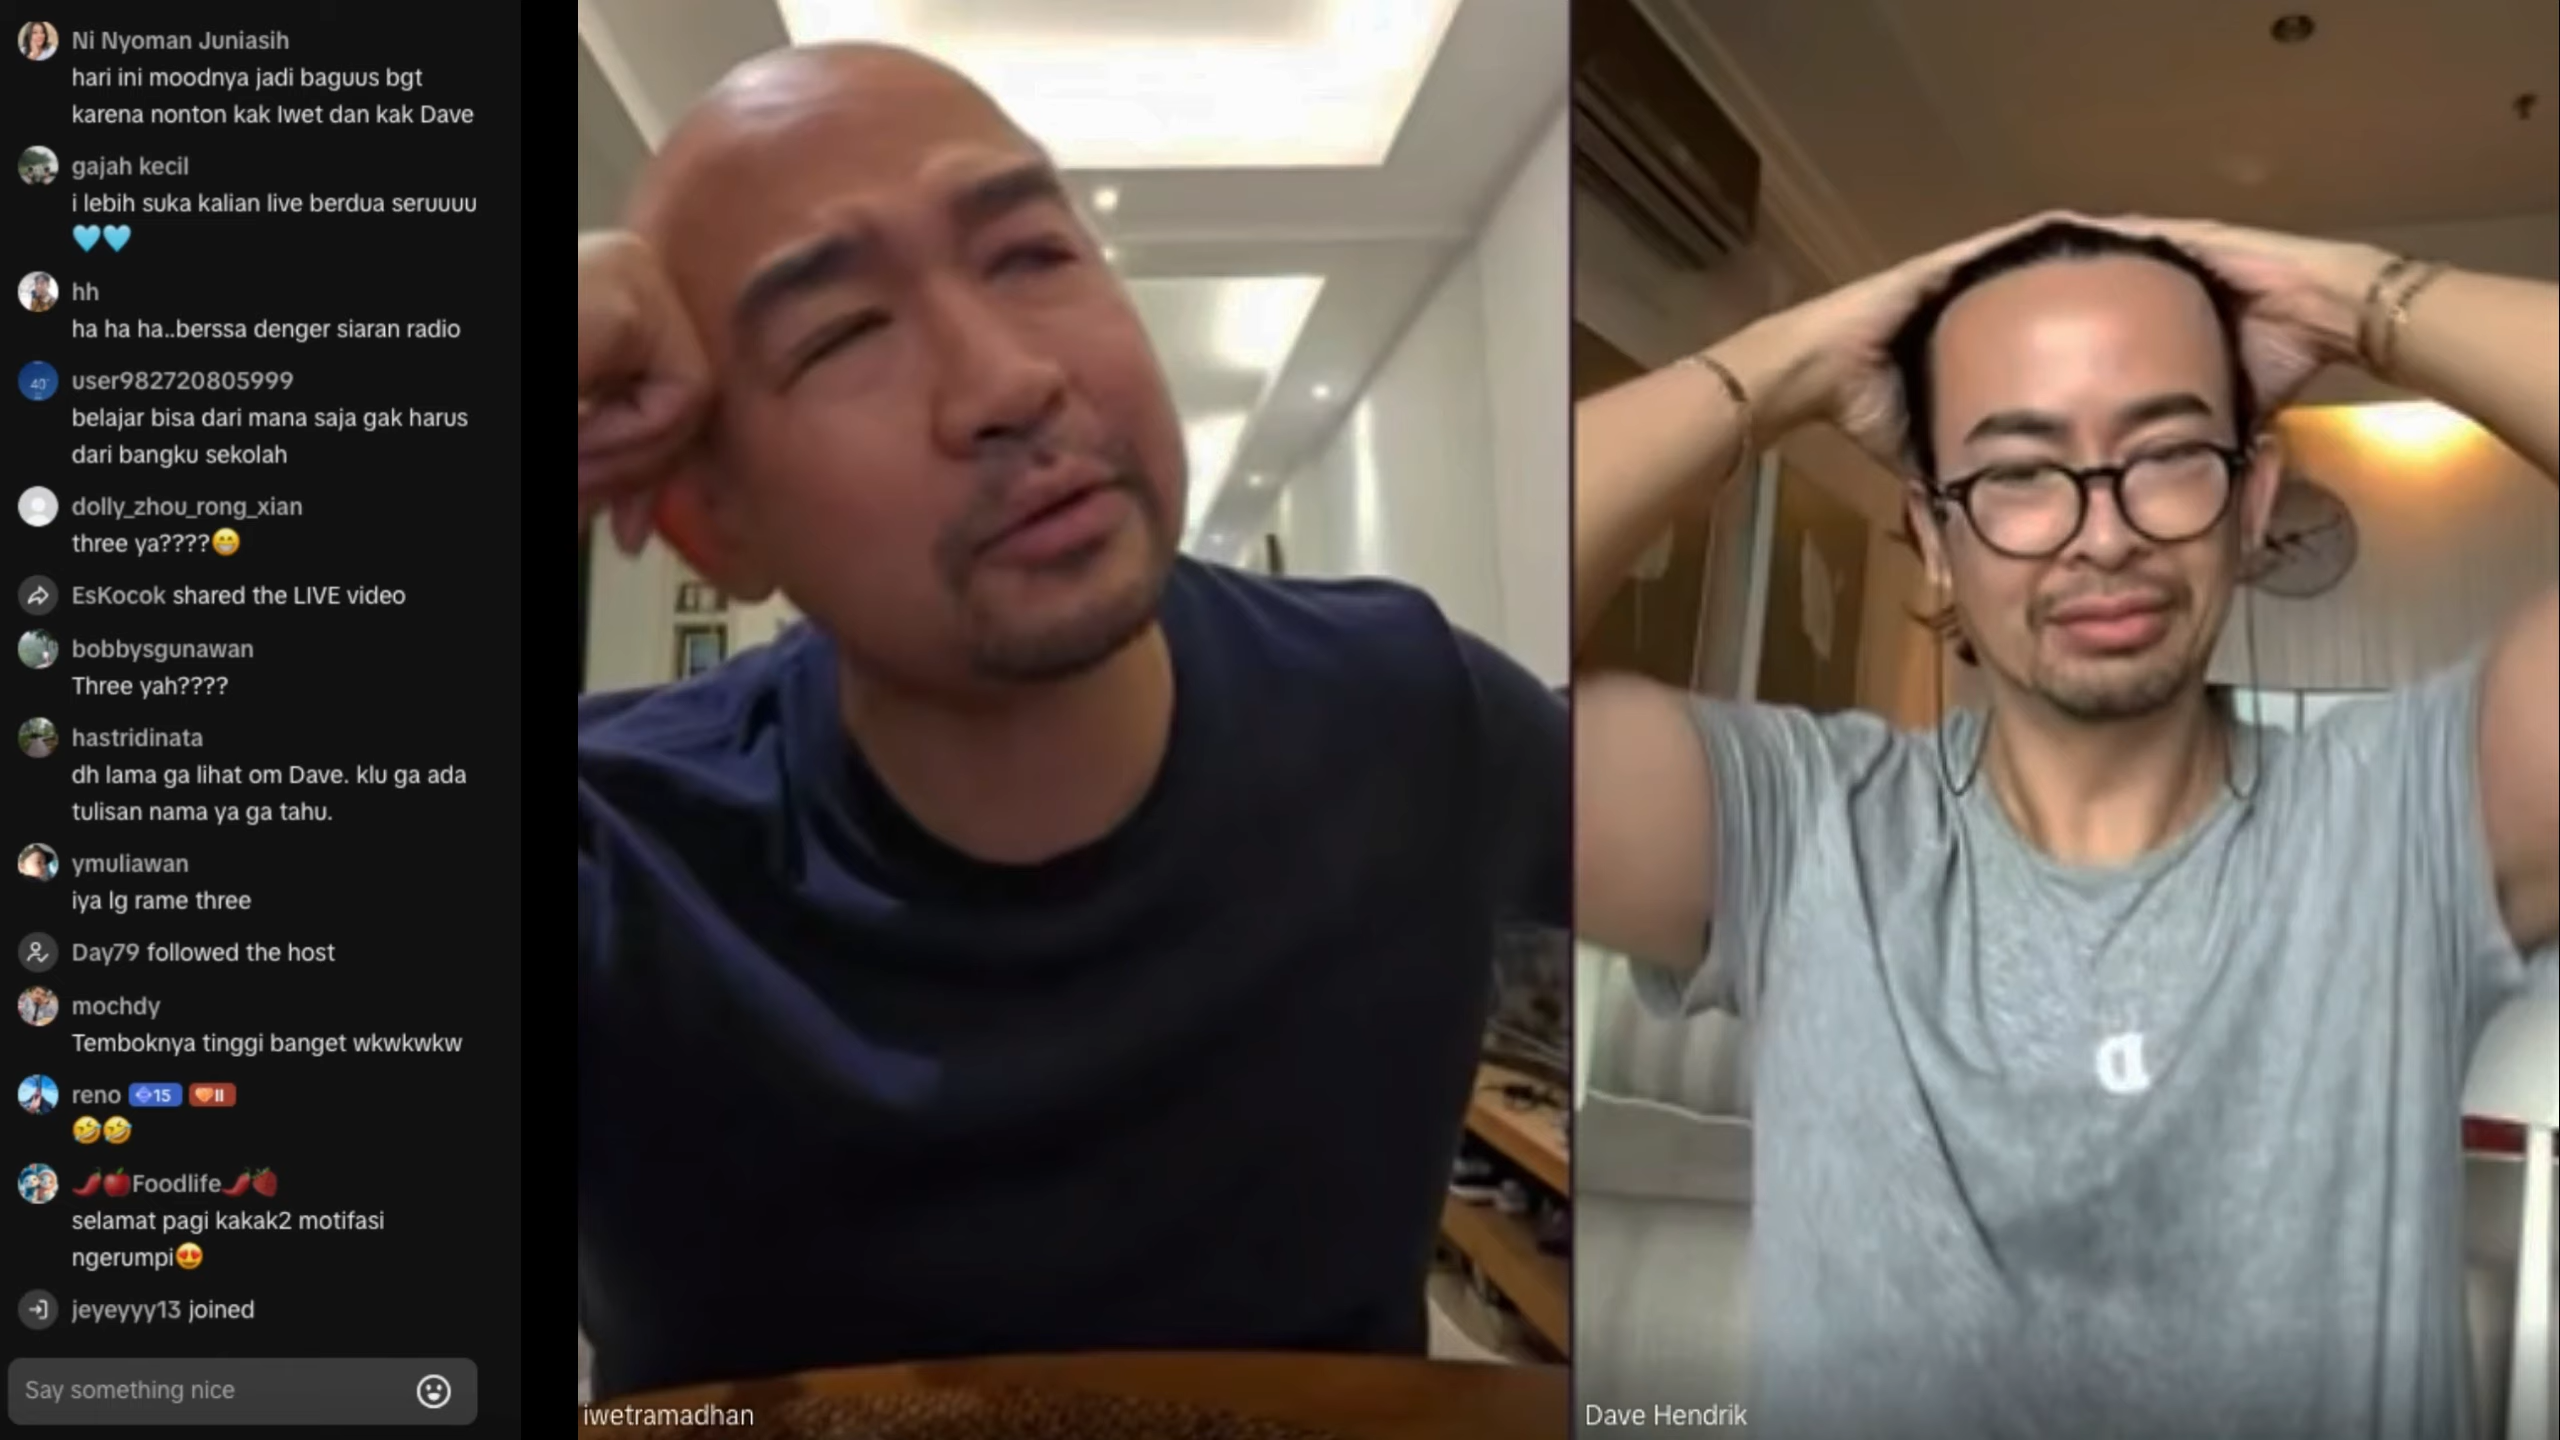 Ni Nyoman Juniasih
hari ini moodnya jadi baguus bgt
karena nonton kak Iwet dan kak Dave
gajah kecil
i lebih suka kalian live berdua seruuuu
🩵🩵
hh
ha ha ha..berssa denger siaran radio
40°
user982720805999
belajar bisa dari mana saja gak harus
dari bangku sekolah
dolly_zhou_rong_xian
three ya????😁
EsKocok shared the LIVE video
bobbysgunawan
Three yah????
hastridinata
dh lama ga lihat om Dave. klu ga ada
tulisan nama ya ga tahu.
ymuliawan
iya lg rame three
Day79 followed the host
mochdy
Temboknya tinggi banget wkwkwkw
reno 15 II
🤣🤣
🌶️🍎Foodlife🌶️🍓
selamat pagi kakak2 motifasi
ngerumpi😍
jeyeyyy13 joined
Say something nice
iwetramadhan
Dave Hendrik